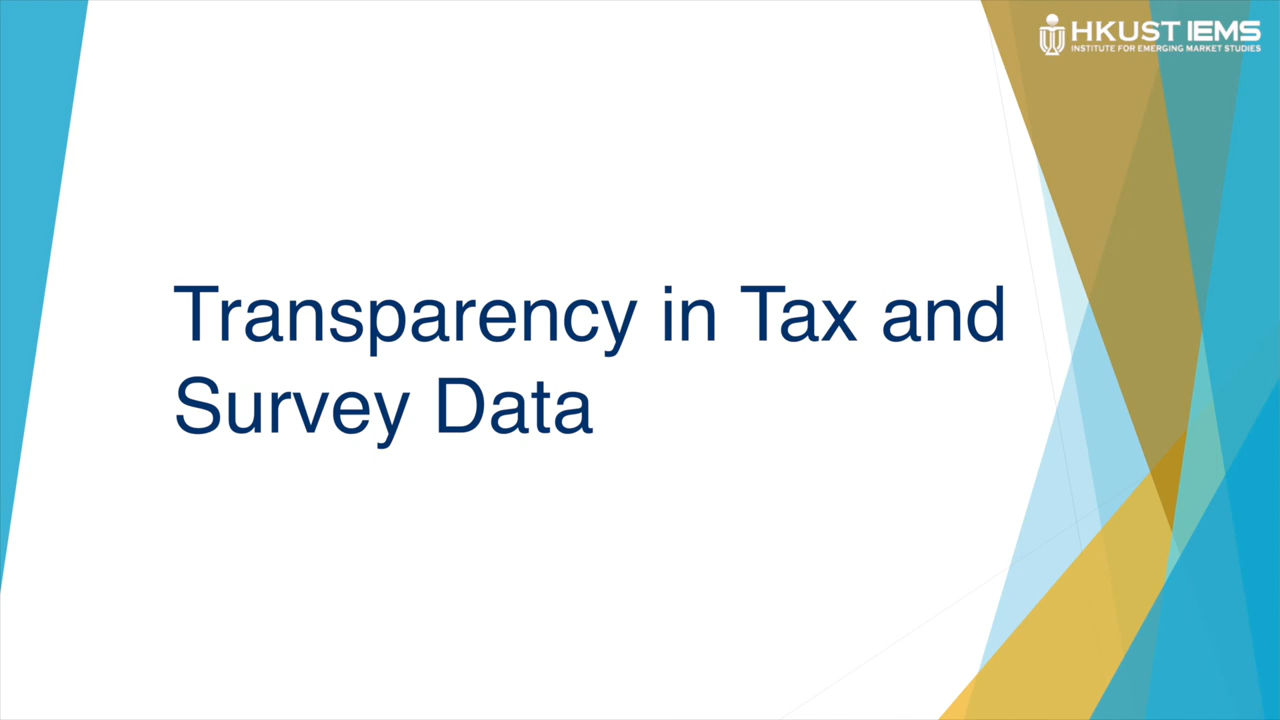 HKUST IEMS
INSTITUTE FOR EMERGING MARKET STUDIES
Transparency in Tax and
Survey Data